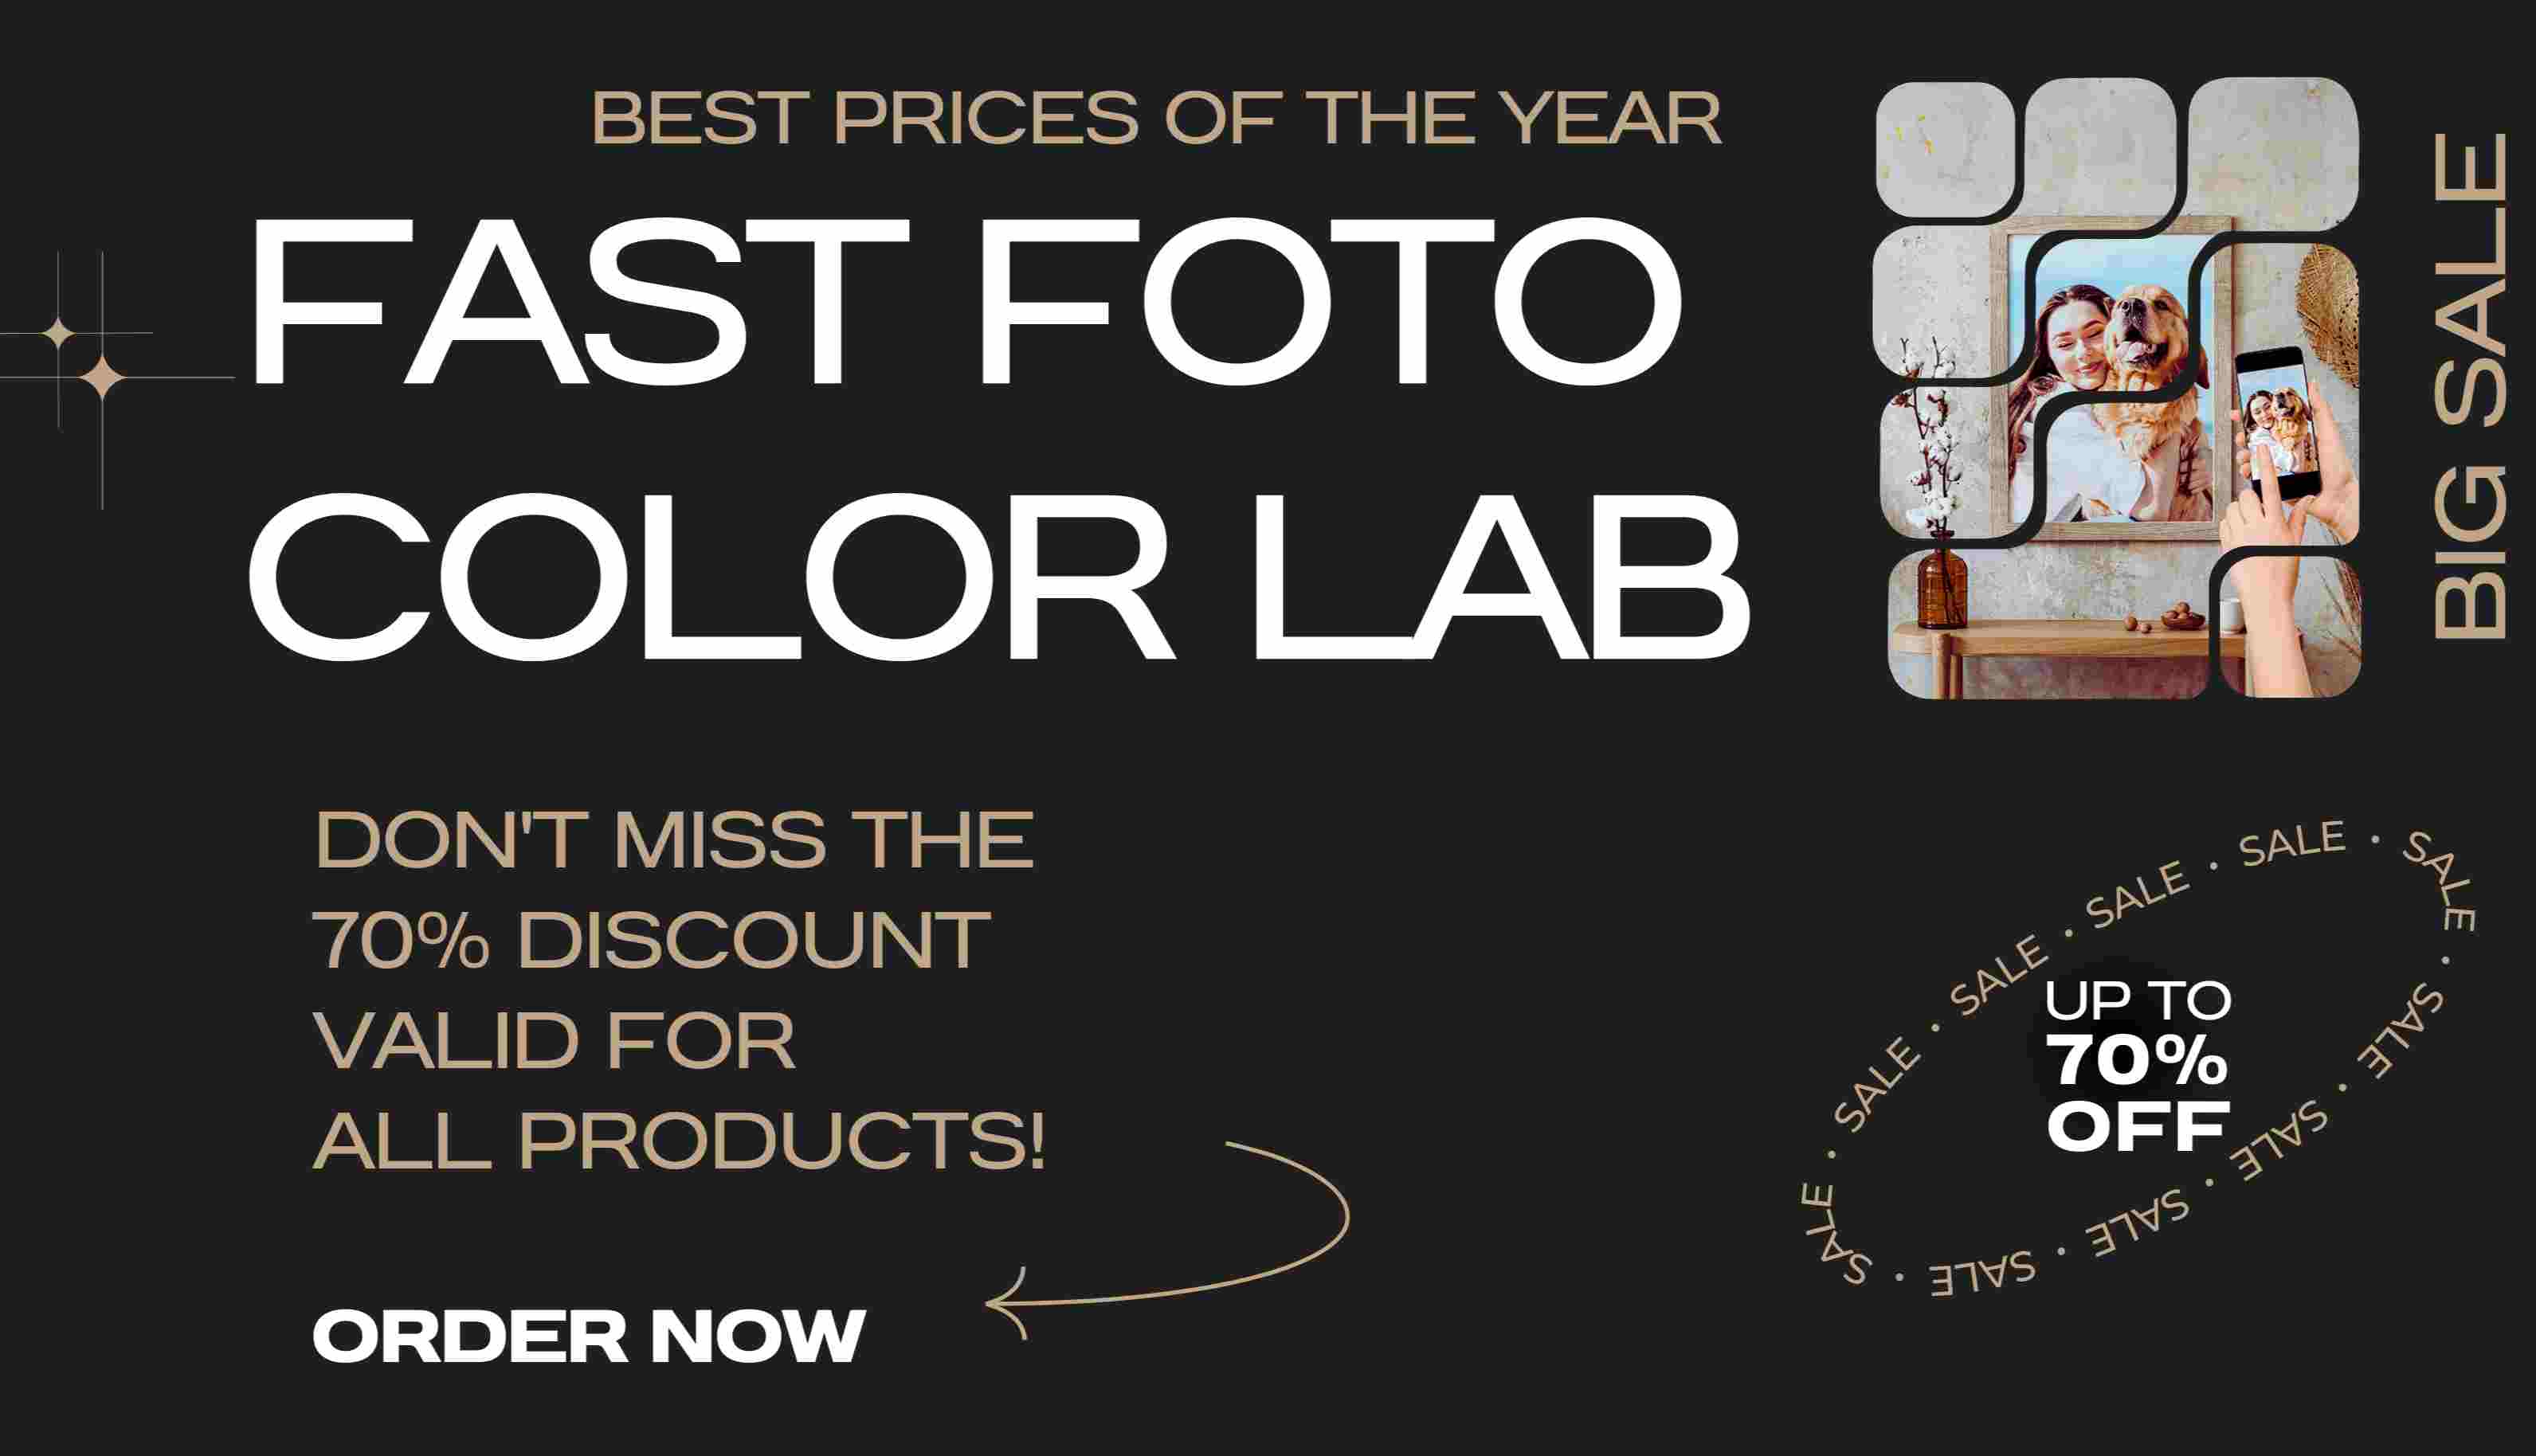 BEST PRICES OF THE YEAR
FAST FOTO
COLOR LAB
BIG SALE
DON'T MISS THE
70% DISCOUNT
VALID FOR
ALL PRODUCTS!
ORDER NOW
SALE · SALE · SALE · SALE · SALE · SALE · SALE · SALE · SALE · SALE ·
UP TO
70%
OFF